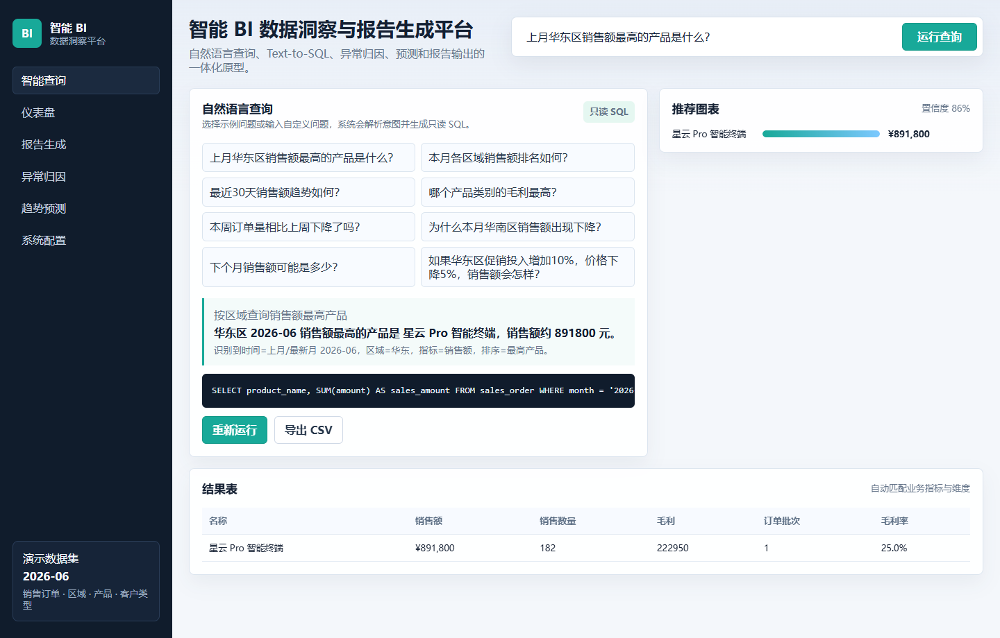 BI
智能 BI
数据洞察平台
智能查询
仪表盘
报告生成
异常归因
趋势预测
系统配置
演示数据集
2026-06
销售订单 · 区域 · 产品 · 客户类
型
智能 BI 数据洞察与报告生成平台
自然语言查询、Text-to-SQL、异常归因、预测和报告输出的
一体化原型。
上月华东区销售额最高的产品是什么？
运行查询
自然语言查询
选择示例问题或输入自定义问题，系统会解析意图并生成只读 SQL。
只读 SQL
上月华东区销售额最高的产品是什么？
本月各区域销售额排名如何？
最近30天销售额趋势如何？
哪个产品类别的毛利最高？
本周订单量相比上周下降了吗？
为什么本月华南区销售额出现下降？
下个月销售额可能是多少？
如果华东区促销投入增加10%，价格下
降5%，销售额会怎样？
按区域查询销售额最高产品
华东区 2026-06 销售额最高的产品是 星云 Pro 智能终端，销售额约 891800 元。
识别到时间=上月/最新月 2026-06，区域=华东，指标=销售额，排序=最高产品。
SELECT product_name, SUM(amount) AS sales_amount FROM sales_order WHERE month = '2026
重新运行
导出 CSV
推荐图表
置信度 86%
星云 Pro 智能终端
¥891,800
结果表
自动匹配业务指标与维度
名称 销售额 销售数量 毛利 订单批次 毛利率
星云 Pro 智能终端 ¥891,800 182 222950 1 25.0%